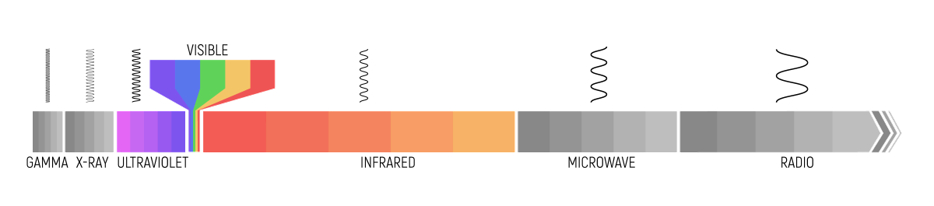 VISIBLE
GAMMA
X-RAY
ULTRAVIOLET
INFRARED
MICROWAVE
RADIO